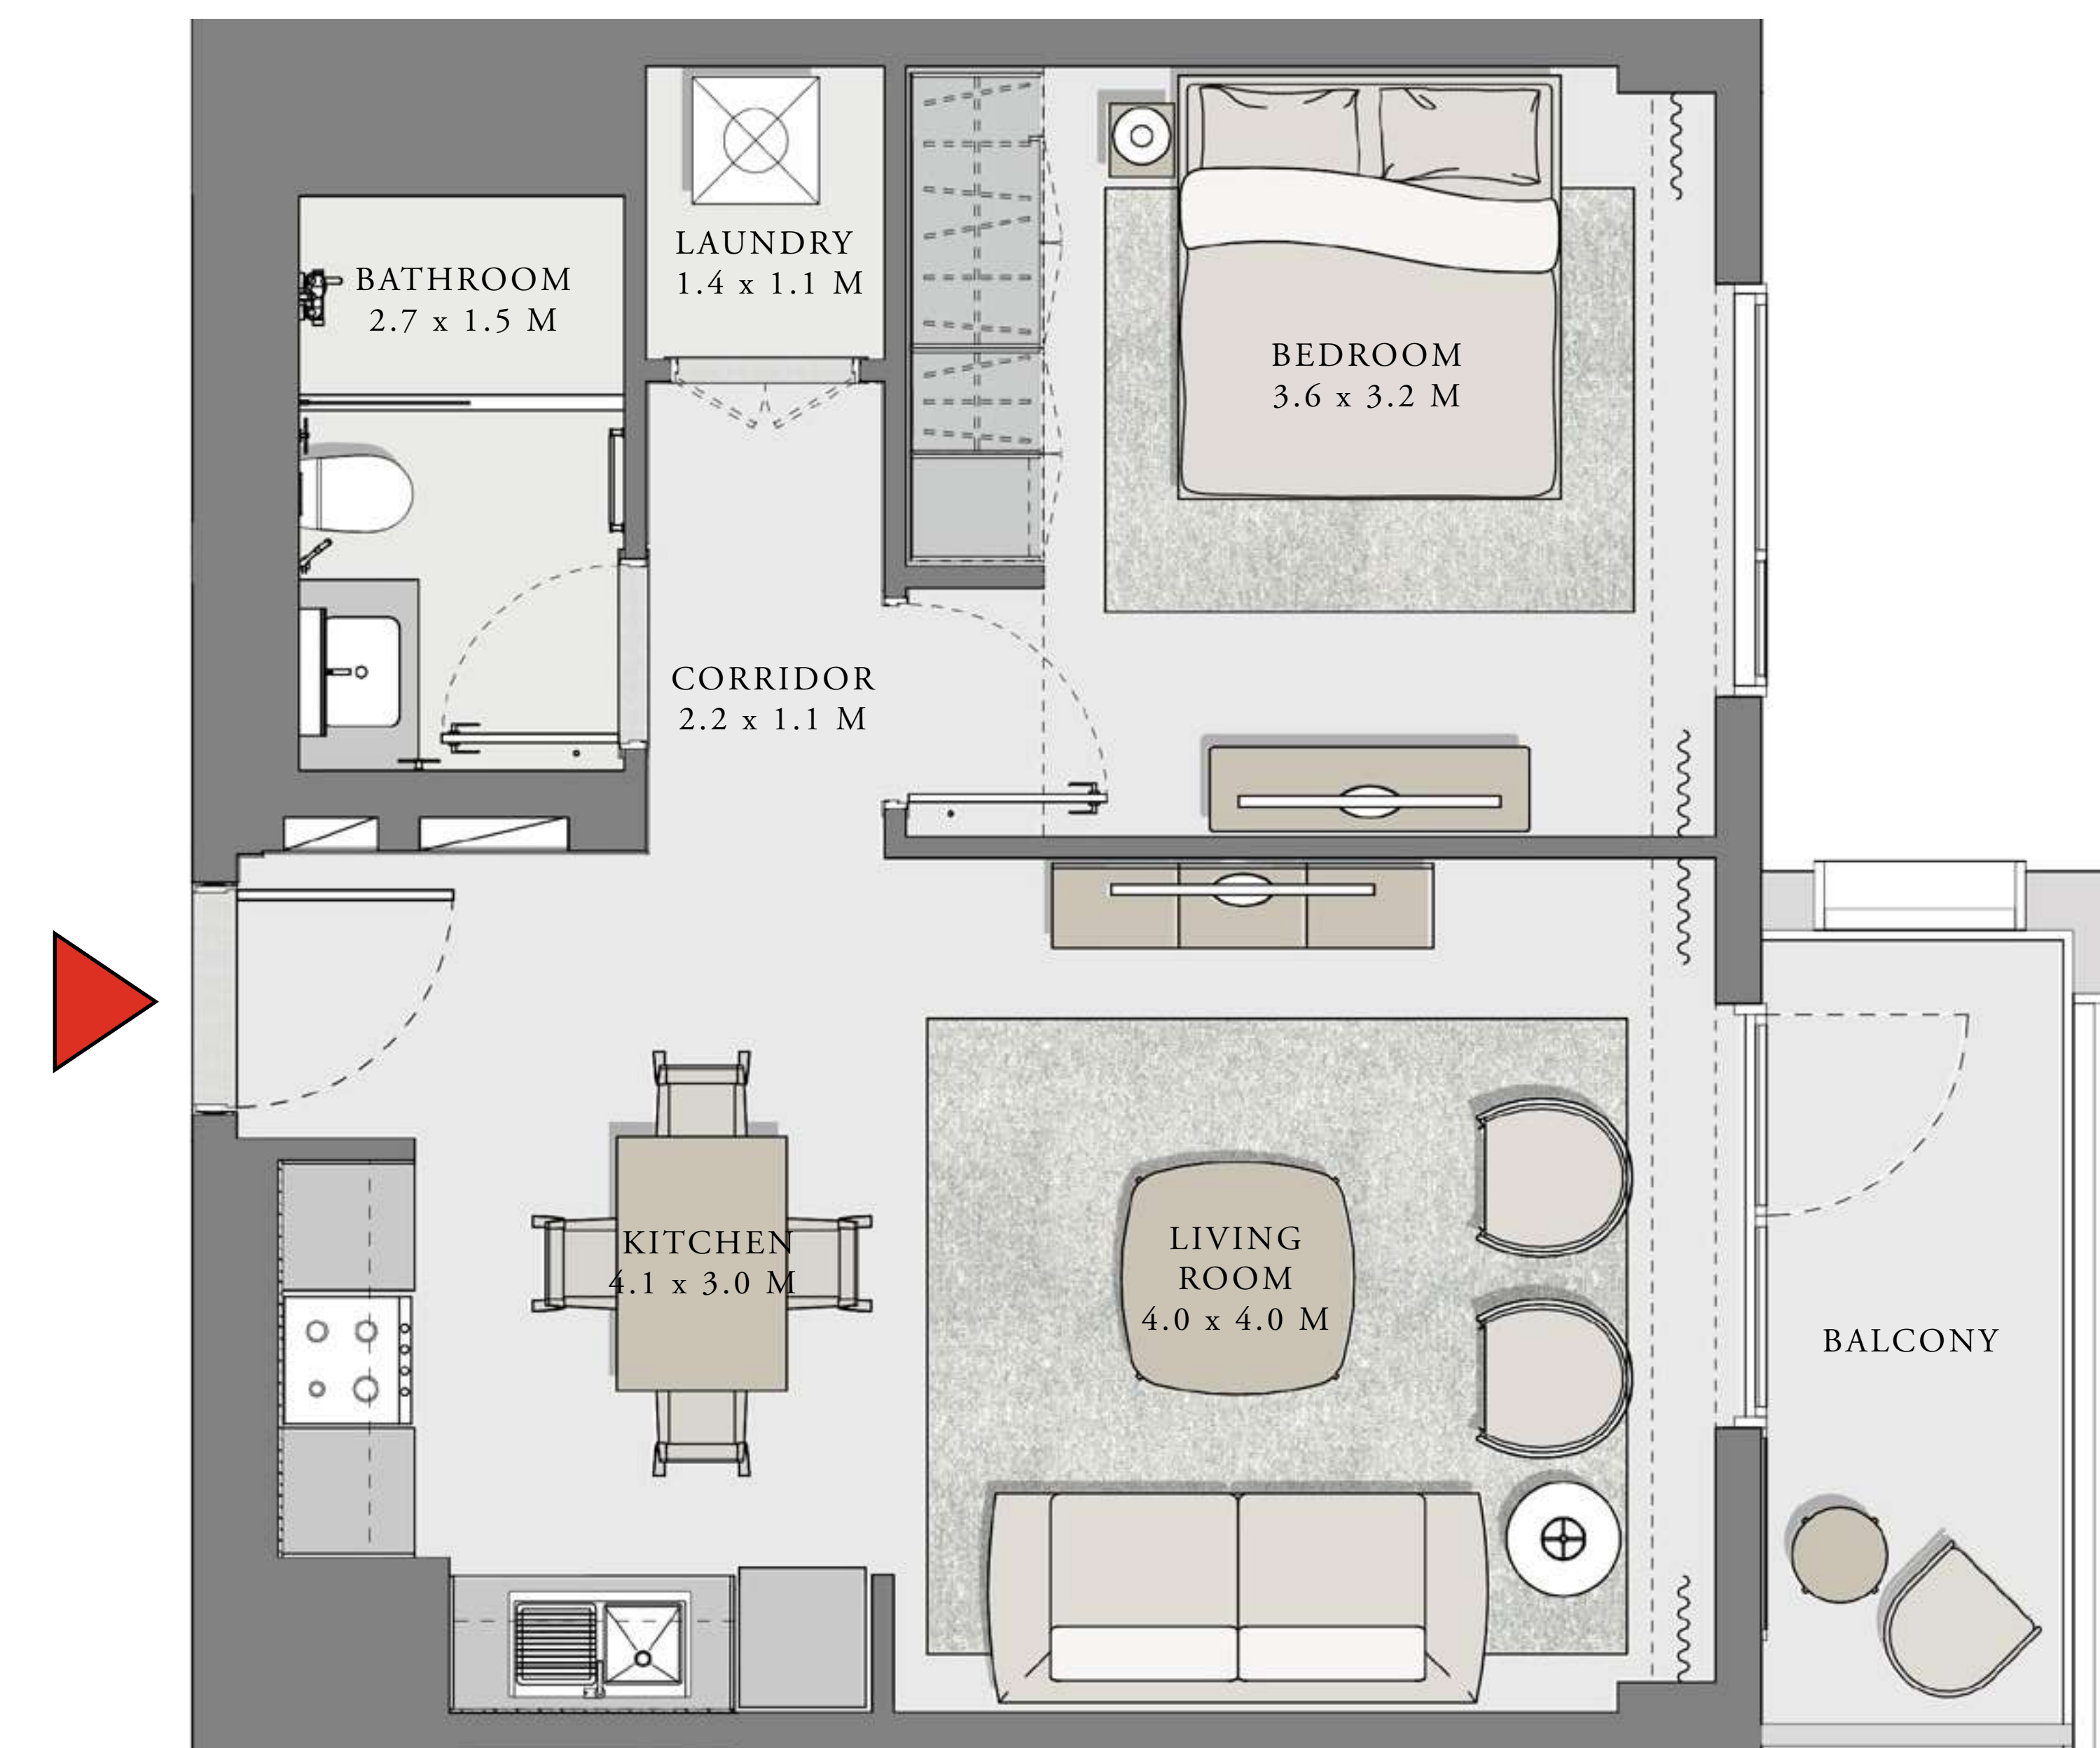 LAUNDRY
1.4 x 1.1 M
BATHROOM
2.7 x 1.5 M
BEDROOM
3.6 x 3.2 M
CORRIDOR
2.2 x 1.1 M
KITCHEN
4.1 x 3.0 M
LIVING
ROOM
4.0 x 4.0 M
BALCONY